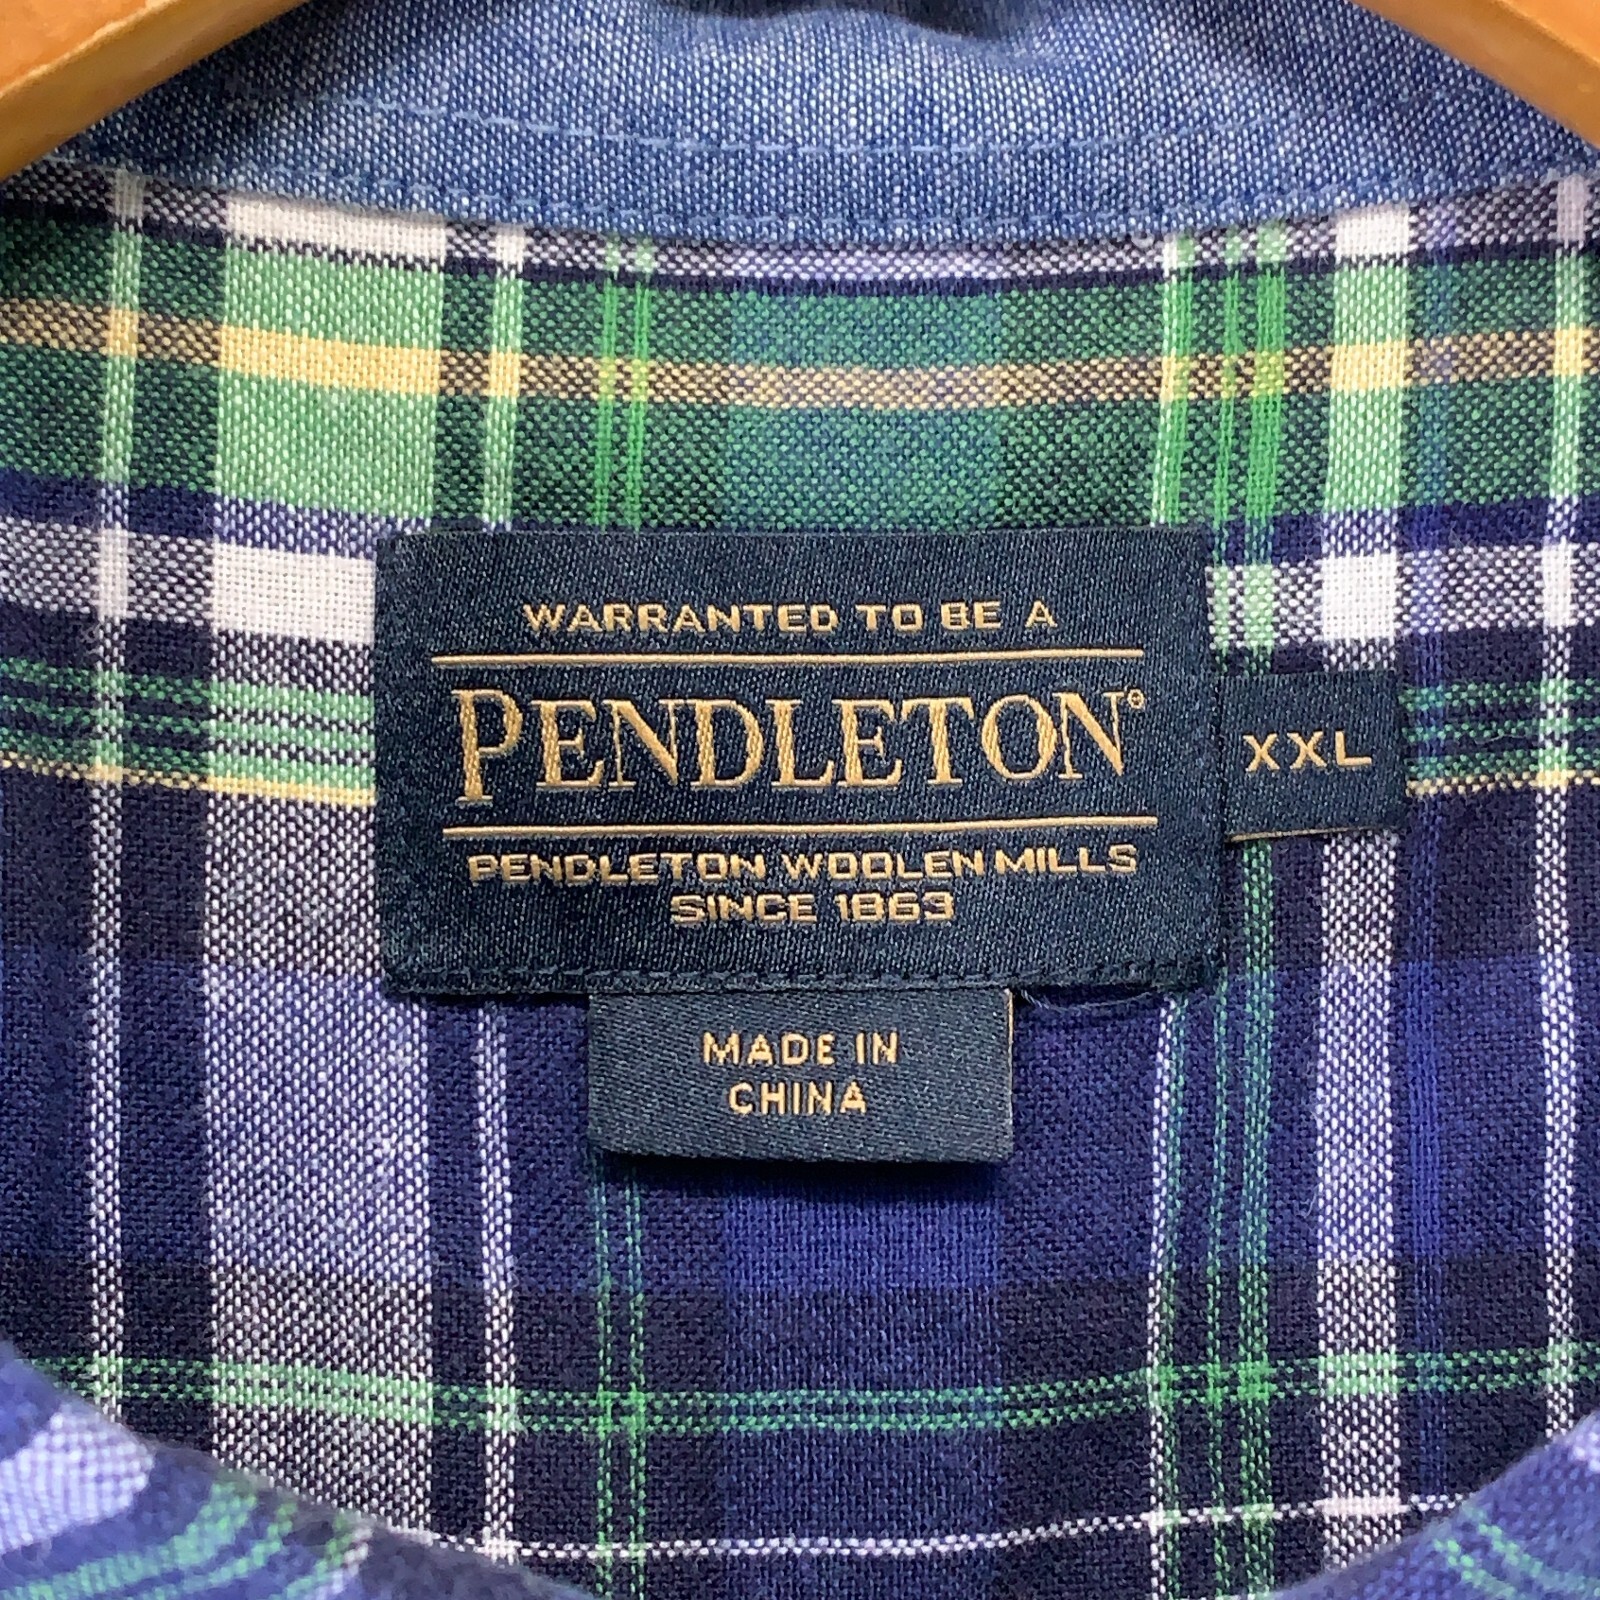 WARRANTED TO BE A
PENDLETON®
XXL
PENDLETON WOOLEN MILLS
SINCE 1863
MADE IN
CHINA